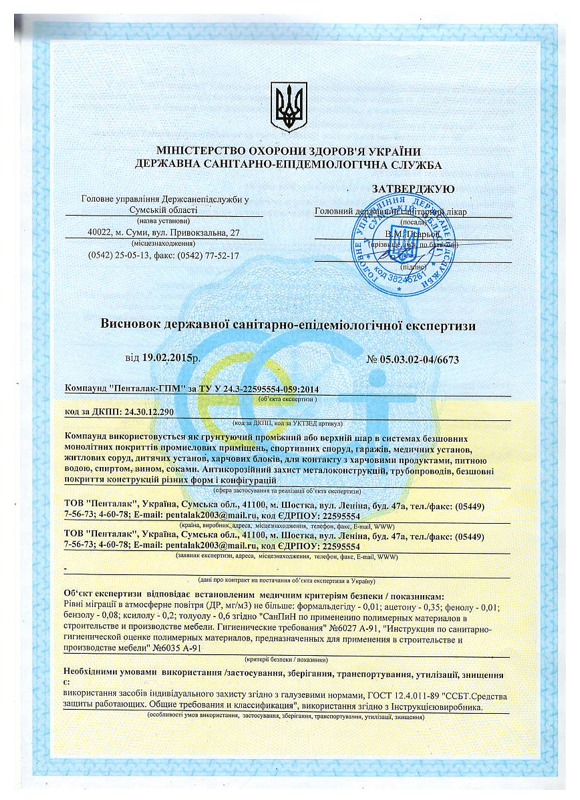 МІНІСТЕРСТВО ОХОРОНИ ЗДОРОВ'Я УКРАЇНИ
ДЕРЖАВНА САНІТАРНО-ЕПІДЕМІОЛОГІЧНА СЛУЖБА
ЗАТВЕРДЖУЮ
Головне управління Держсанепідслужби у
Сумській області
(назва установи)
40022, м. Суми, вул. Привокзальна, 27
(місцезнаходження)
(0542) 25-05-13, факс: (0542) 77-52-17
Головний державний санітарний лікар
(посада)
В.М.
(прізвище, ім'я, по батькові)
(підпис)
ГОЛОВНЕ УПРАВЛІННЯ ДЕРЖСАНЕПІДСЛУЖБИ
У СУМСЬКІЙ ОБЛАСТІ
код 38245261
Висновок державної санітарно-епідеміологічної експертизи
від 19.02.2015р.
№ 05.03.02-04/6673
Компаунд "Пенталак-ГПМ" за ТУ У 24.3-22595554-059:2014
(об'єкта експертизи )
код за ДКПП: 24.30.12.290
(код за ДКПП, код за УКТЗЕД артикул)
Компаунд використовується як грунтуючий проміжний або верхній шар в системах безшовних
монолітних покриттів промислових приміщень, спортивних споруд, гаражів, медичних установ,
житлових соруд, дитячих установ, харчових блоків, для контакту з харчовими продуктами, питною
водою, спиртом, вином, соками. Антикорозійний захист металоконструкцій, трубопроводів, безшовні
покриття конструкцій різних форм і конфігурацій
(сфера застосування та реалізації об'єкта експертизи)
ТОВ "Пенталак", Україна, Сумська обл., 41100, м. Шостка, вул. Леніна, буд. 47а, тел./факс: (05449)
7-56-73; 4-60-78; E-mail: pentalak2003@mail.ru, код ЄДРПОУ: 22595554
(країна, виробник, адреса, місцезнаходження, телефон, факс, E-mail, WWW)
ТОВ "Пенталак", Україна, Сумська обл., 41100, м. Шостка, вул. Леніна, буд. 47а, тел./факс: (05449)
7-56-73; 4-60-78; E-mail: pentalak2003@mail.ru, код ЄДРПОУ: 22595554
(заявник експертизи, адреса, місцезнаходження, телефон, факс, E-mail, WWW)
-
(дані про контракт на постачання об'єкта експертизи в Україну)
Об'єкт експертизи відповідає встановленим медичним критеріям безпеки / показникам:
Рівні міграції в атмосферне повітря (ДР, мг/м3) не більше: формальдегіду - 0,01; ацетону - 0,35; фенолу - 0,01;
бензолу - 0,08; ксилолу - 0,2; толуолу - 0,6 згідно "СанПиН по применению полимерных материалов в
строительстве и производстве мебели. Гигиенические требования" №6027 А-91, "Инструкция по санитарно-
гигиенической оценке полимерных материалов, предназначенных для применения в строительстве и
производстве мебели" №6035 А-91
(критерії безпеки / показники)
Необхідними умовами використання /застосування, зберігання, транспортування, утилізації, знищення
є:
використання засобів індивідуального захисту згідно з галузевими нормами, ГОСТ 12.4.011-89 "ССБТ.Средства
защиты работающих. Общие требования и классификация", використання згідно з Інструкцієювиробника.
(особливості умов використання, застосування, зберігання, транспортування, утилізації, знищення)